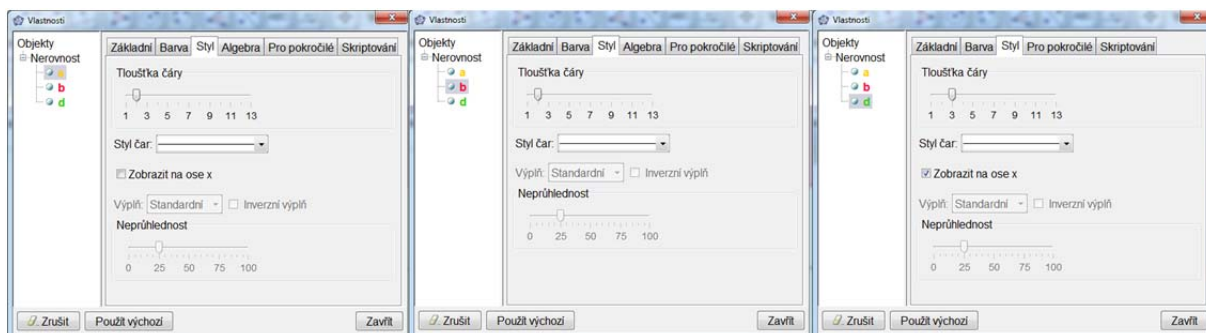 Vlastnosti
Objekty
Nerovnost
a
b
d
Základní Barva Styl Algebra Pro pokročilé Skriptování
Tloušťka čáry
1 3 5 7 9 11 13
Styl čar:
Zobrazit na ose x
Výplň: Standardní Inverzní výplň
Neprůhlednost
0 25 50 75 100
Zrušit Použít výchozí Zavřít
Vlastnosti
Objekty
Nerovnost
a
b
d
Základní Barva Styl Algebra Pro pokročilé Skriptování
Tloušťka čáry
1 3 5 7 9 11 13
Styl čar:
Výplň: Standardní Inverzní výplň
Neprůhlednost
0 25 50 75 100
Zrušit Použít výchozí Zavřít
Vlastnosti
Objekty
Nerovnost
a
b
d
Základní Barva Styl Pro pokročilé Skriptování
Tloušťka čáry
1 3 5 7 9 11 13
Styl čar:
Zobrazit na ose x
Výplň: Standardní Inverzní výplň
Neprůhlednost
0 25 50 75 100
Zrušit Použít výchozí Zavřít